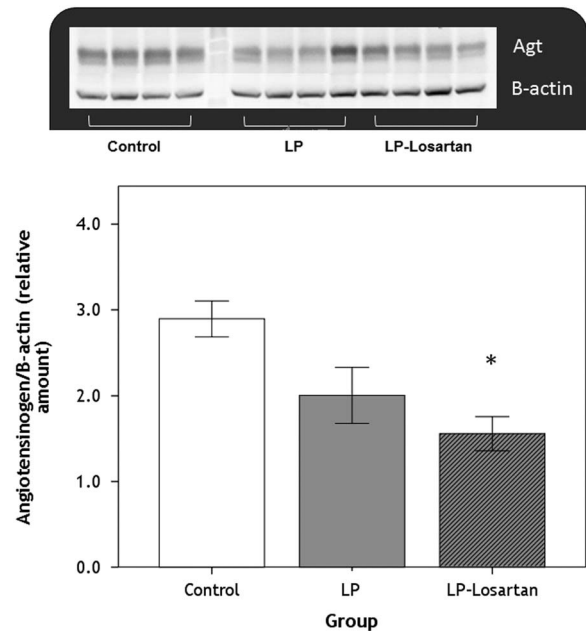 Agt
B-actin
Control LP LP-Losartan
Angiotensinogen/B-actin (relative
amount)
4.0
3.0
2.0
1.0
0.0
*
Control LP LP-Losartan
Group